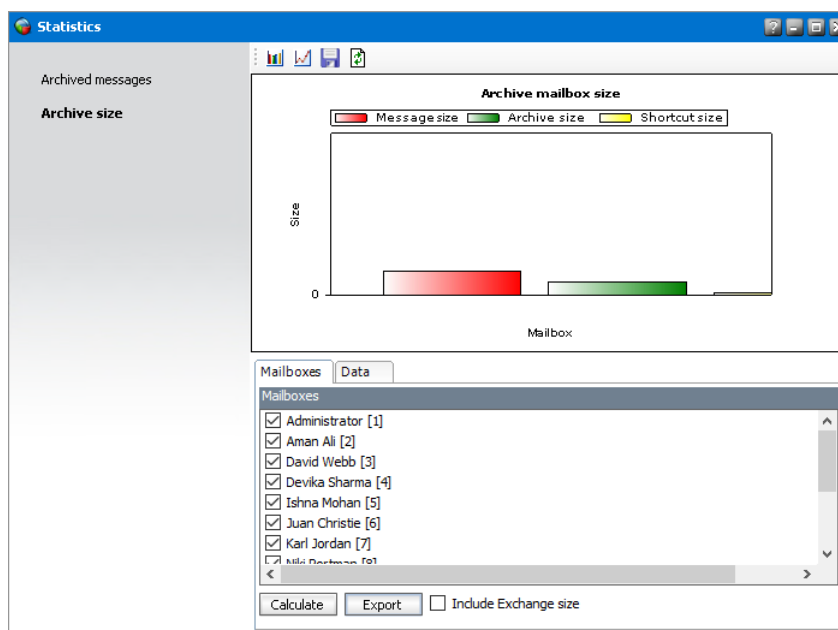 Statistics
Archived messages
Archive size
Archive mailbox size
Message size Archive size Shortcut size
Size
0
Mailbox
Mailboxes Data
Mailboxes
Administrator [1]
Aman Ali [2]
David Webb [3]
Devika Sharma [4]
Ishna Mohan [5]
Juan Christie [6]
Karl Jordan [7]
Calculate Export Include Exchange size